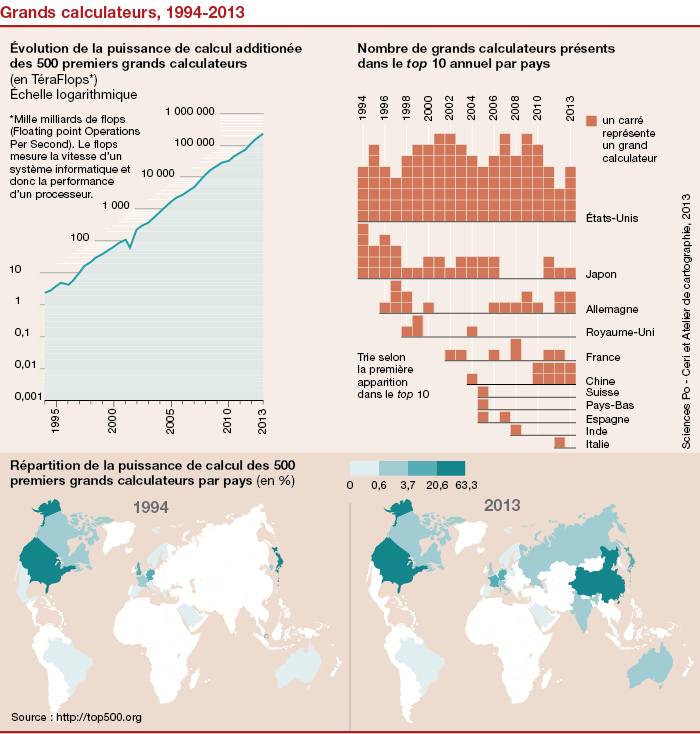 Grands calculateurs, 1994-2013
Évolution de la puissance de calcul additionée
des 500 premiers grands calculateurs
(en TéraFlops*)
Échelle logarithmique
*Mille milliards de flops
(Floating point Operations
Per Second). Le flops
mesure la vitesse d'un
système informatique et
donc la performance
d'un processeur.
1 000 000
100 000
10 000
1 000
100
10
1
0,1
0,01
0,001
1995
2000
2005
2010
2013
Nombre de grands calculateurs présents
dans le top 10 annuel par pays
1994
1996
1998
2000
2002
2004
2006
2008
2010
2013
un carré
représente
un grand
calculateur
États-Unis
Japon
Allemagne
Royaume-Uni
France
Chine
Suisse
Pays-Bas
Espagne
Inde
Italie
Trie selon
la première
apparition
dans le top 10
Sciences Po - Ceri et Atelier de cartographie, 2013
Répartition de la puissance de calcul des 500
premiers grands calculateurs par pays (en %)
0 0,6 3,7 20,6 63,3
1994
2013
Source : http://top500.org